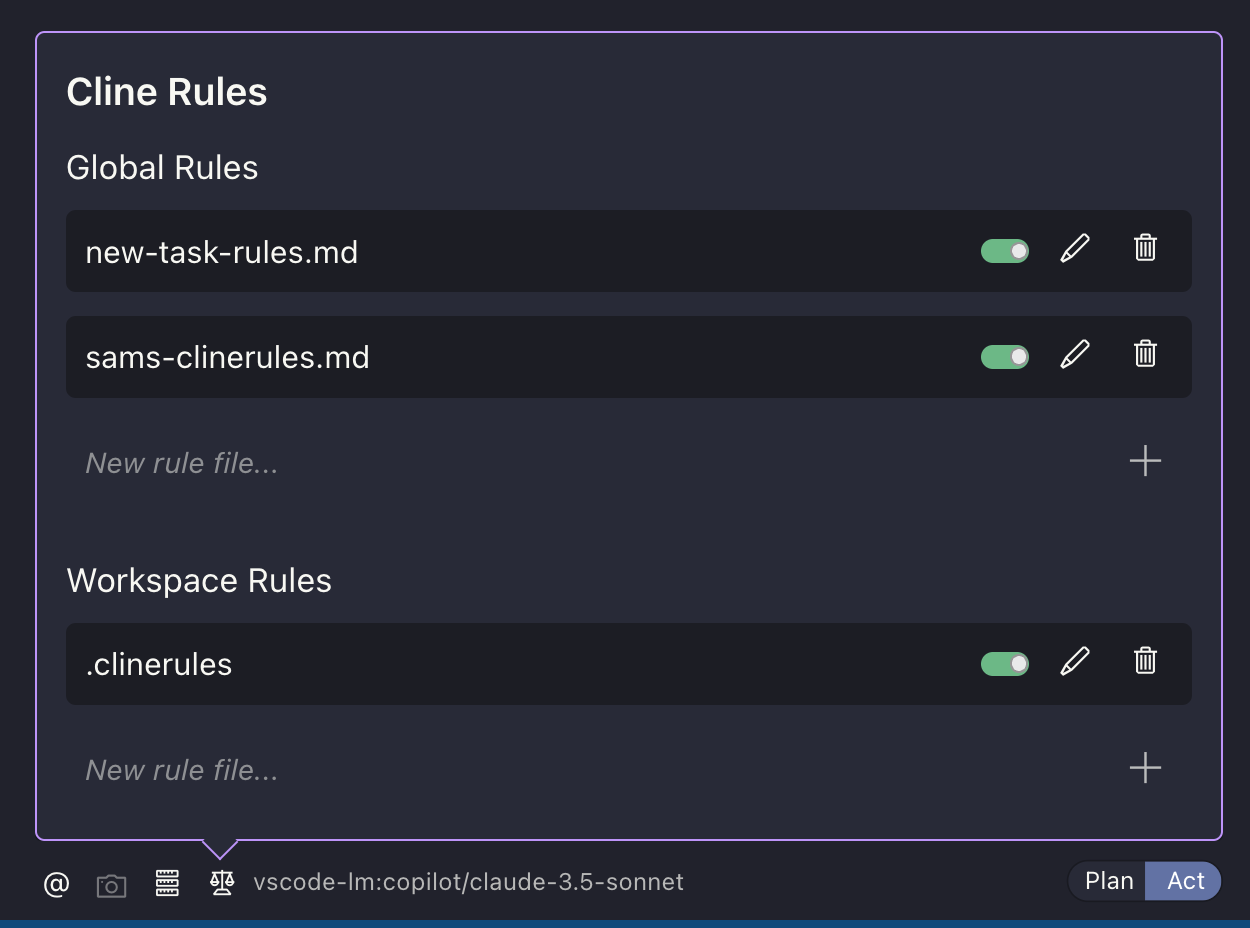 Cline Rules
Global Rules
new-task-rules.md
sams-clinerules.md
New rule file...
Workspace Rules
.clinerules
New rule file...
@ vscode-lm:copilot/claude-3.5-sonnet Plan Act